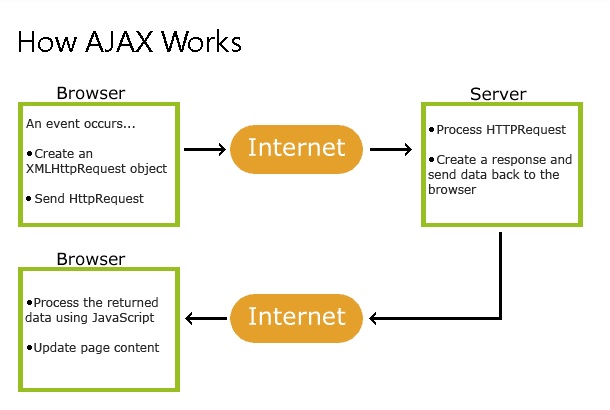 How AJAX Works
Browser
An event occurs...
•Create an
XMLHttpRequest object
• Send HttpRequest
Internet
Server
•Process HTTPRequest
•Create a response and
send data back to the
browser
Browser
•Process the returned
data using JavaScript
•Update page content
Internet